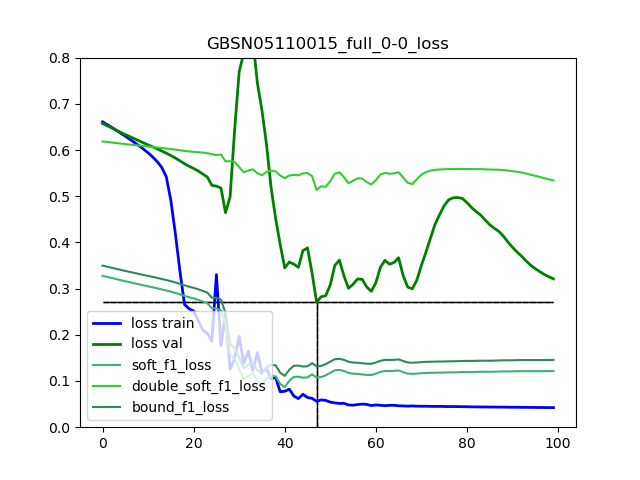 GBSN05110015_full_0-0_loss
0.8
0.7
0.6
0.5
0.4
0.3
0.2
0.1
0.0
loss train
loss val
soft_f1_loss
double_soft_f1_loss
bound_f1_loss
0 20 40 60 80 100